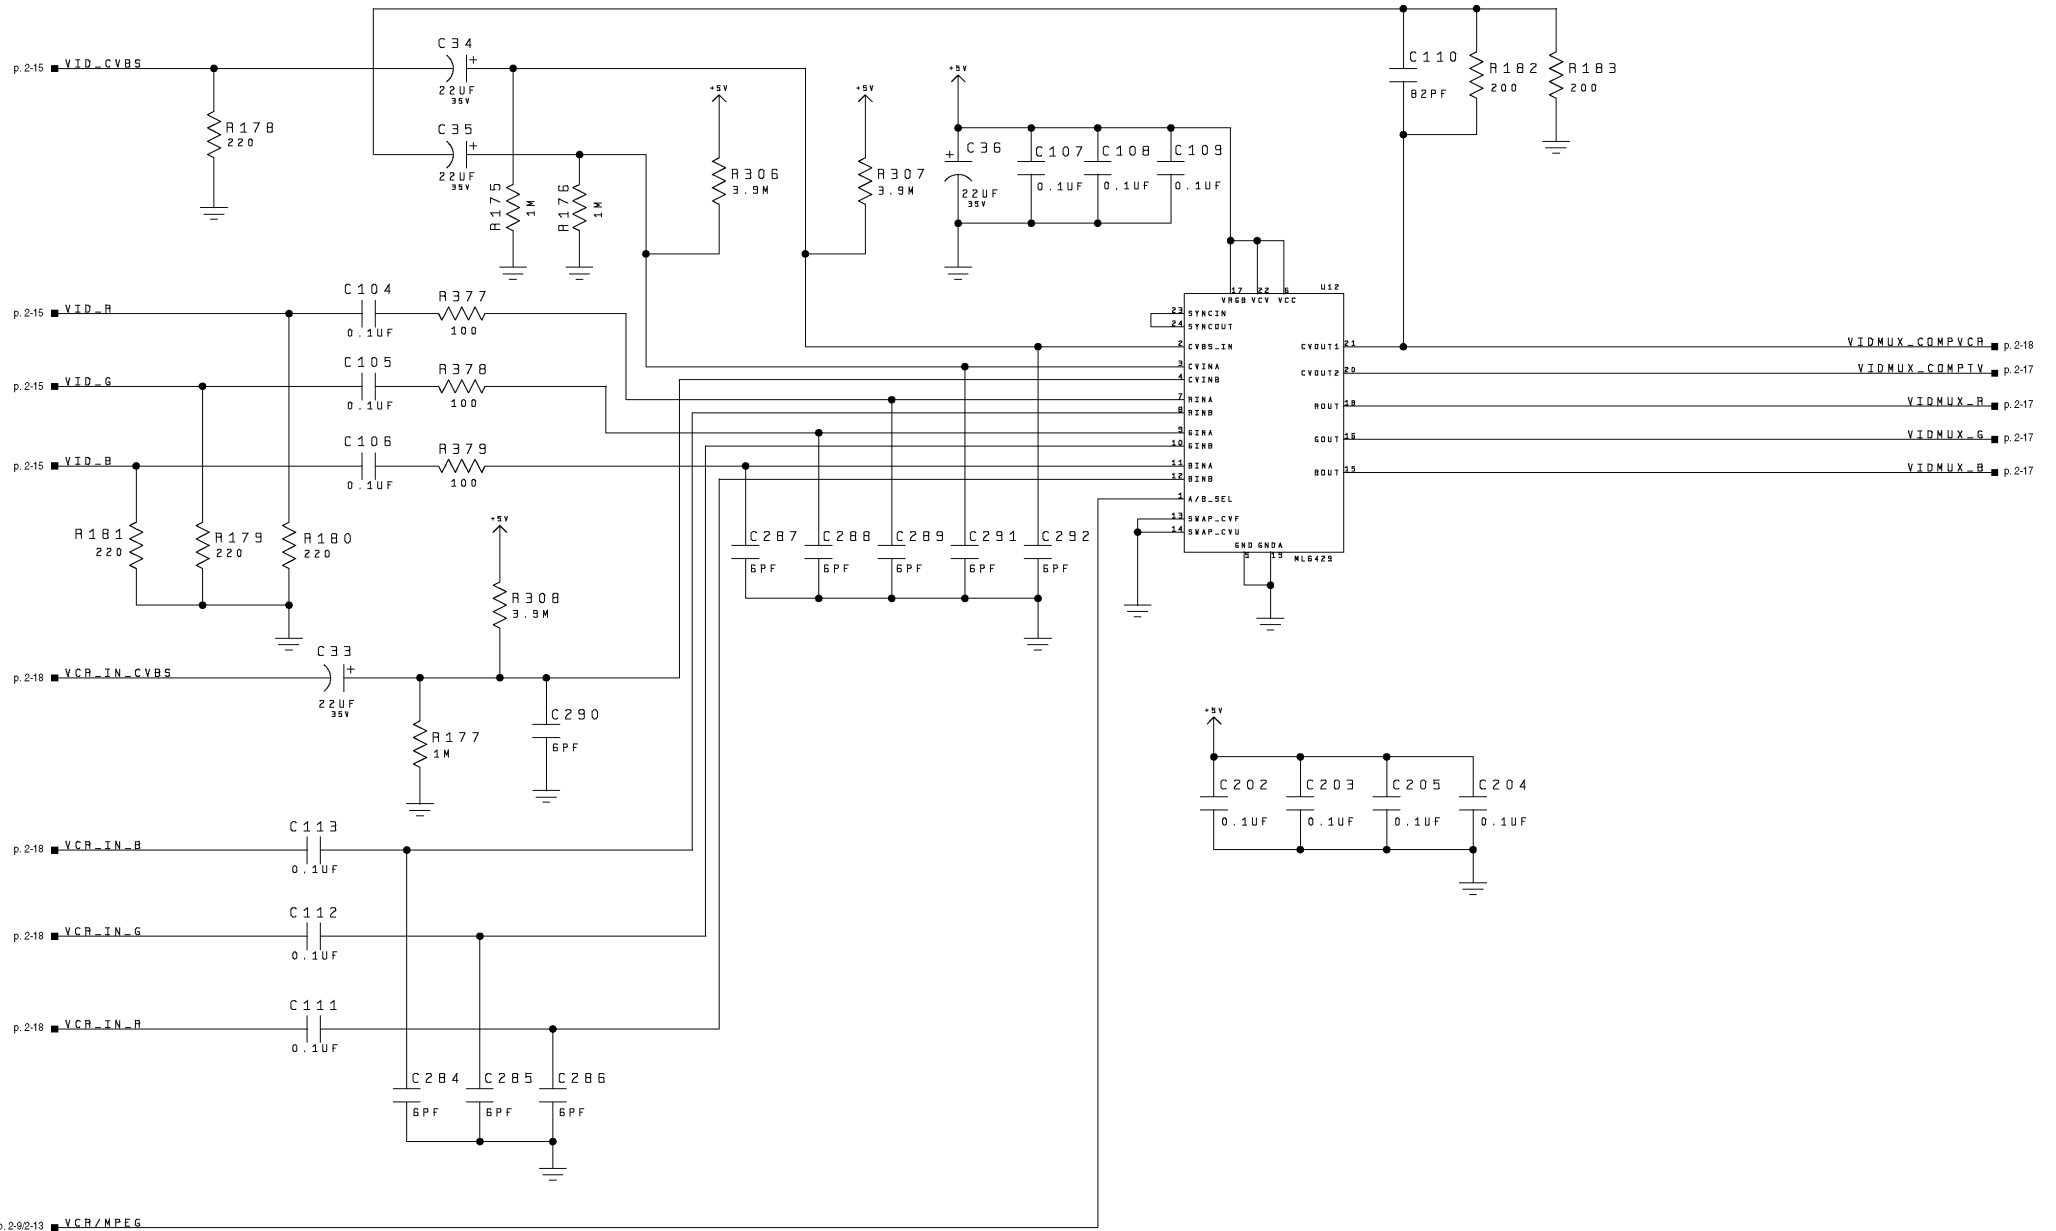 p. 2-15 VID_CVBS
C34
22UF
35V
R178
220
C35
22UF
35V
R175
1M
R176
1M
+5V
R306
3.9M
+5V
R307
3.9M
+5V
C36
22UF
35V
C107
0.1UF
C108
0.1UF
C109
0.1UF
C110
82PF
R182
200
R183
200
p. 2-15 VID_R
C104
0.1UF
R377
100
p. 2-15 VID_G
C105
0.1UF
R378
100
p. 2-15 VID_B
C106
0.1UF
R379
100
R181
220
R179
220
R180
220
U12
17 22 6
VRGB VCV VCC
23 SYNCIN
24 SYNCOUT
2 CVBS_IN
3 CVINA
4 CVINB
7 RINA
8 RINB
9 GINA
10 GINB
11 BINA
12 BINB
1 A/B_SEL
13 SWAP_CVF
14 SWAP_CVU
GND GNDA
5 19
ML6429
CVOUT1 21
CVOUT2 20
ROUT 18
GOUT 16
BOUT 15
VIDMUX_COMPVCR p. 2-18
VIDMUX_COMPTV p. 2-17
VIDMUX_R p. 2-17
VIDMUX_G p. 2-17
VIDMUX_B p. 2-17
C287
6PF
C288
6PF
C289
6PF
C291
6PF
C292
6PF
+5V
R308
3.9M
p. 2-18 VCR_IN_CVBS
C33
22UF
35V
R177
1M
C290
6PF
+5V
C202
0.1UF
C203
0.1UF
C205
0.1UF
C204
0.1UF
p. 2-18 VCR_IN_B
C113
0.1UF
p. 2-18 VCR_IN_G
C112
0.1UF
p. 2-18 VCR_IN_R
C111
0.1UF
C284
6PF
C285
6PF
C286
6PF
p. 2-9/2-13 VCR/MPEG